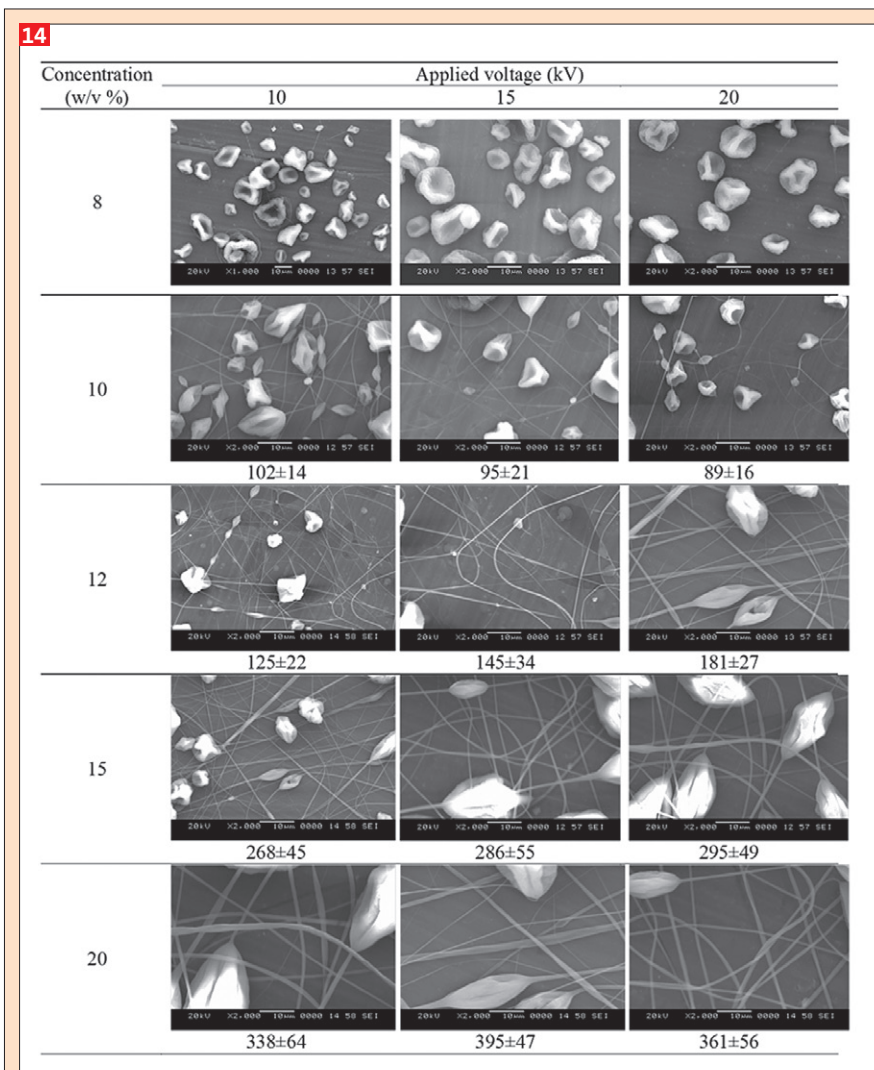 14
Concentration (w/v %) Applied voltage (kV)
10 15 20
8
20kV X1,000 10μm 0000 13 57 SEI
20kV X2,000 10μm 0000 13 57 SEI
20kV X2,000 10μm 0000 13 57 SEI
10
20kV X2,000 10μm 0000 12 57 SEI
20kV X2,000 10μm 0000 12 57 SEI
20kV X2,000 10μm 0000 13 57 SEI
102±14 95±21 89±16
12
20kV X2,000 10μm 0000 14 58 SEI
20kV X2,000 10μm 0000 14 58 SEI
20kV X2,000 10μm 0000 13 57 SEI
125±22 145±34 181±27
15
20kV X2,000 10μm 0000 14 58 SEI
20kV X2,000 10μm 0000 12 57 SEI
20kV X2,000 10μm 0000 12 57 SEI
268±45 286±55 295±49
20
20kV X2,000 10μm 0000 14 58 SEI
20kV X2,000 10μm 0000 14 58 SEI
20kV X2,000 10μm 0000 14 58 SEI
338±64 395±47 361±56